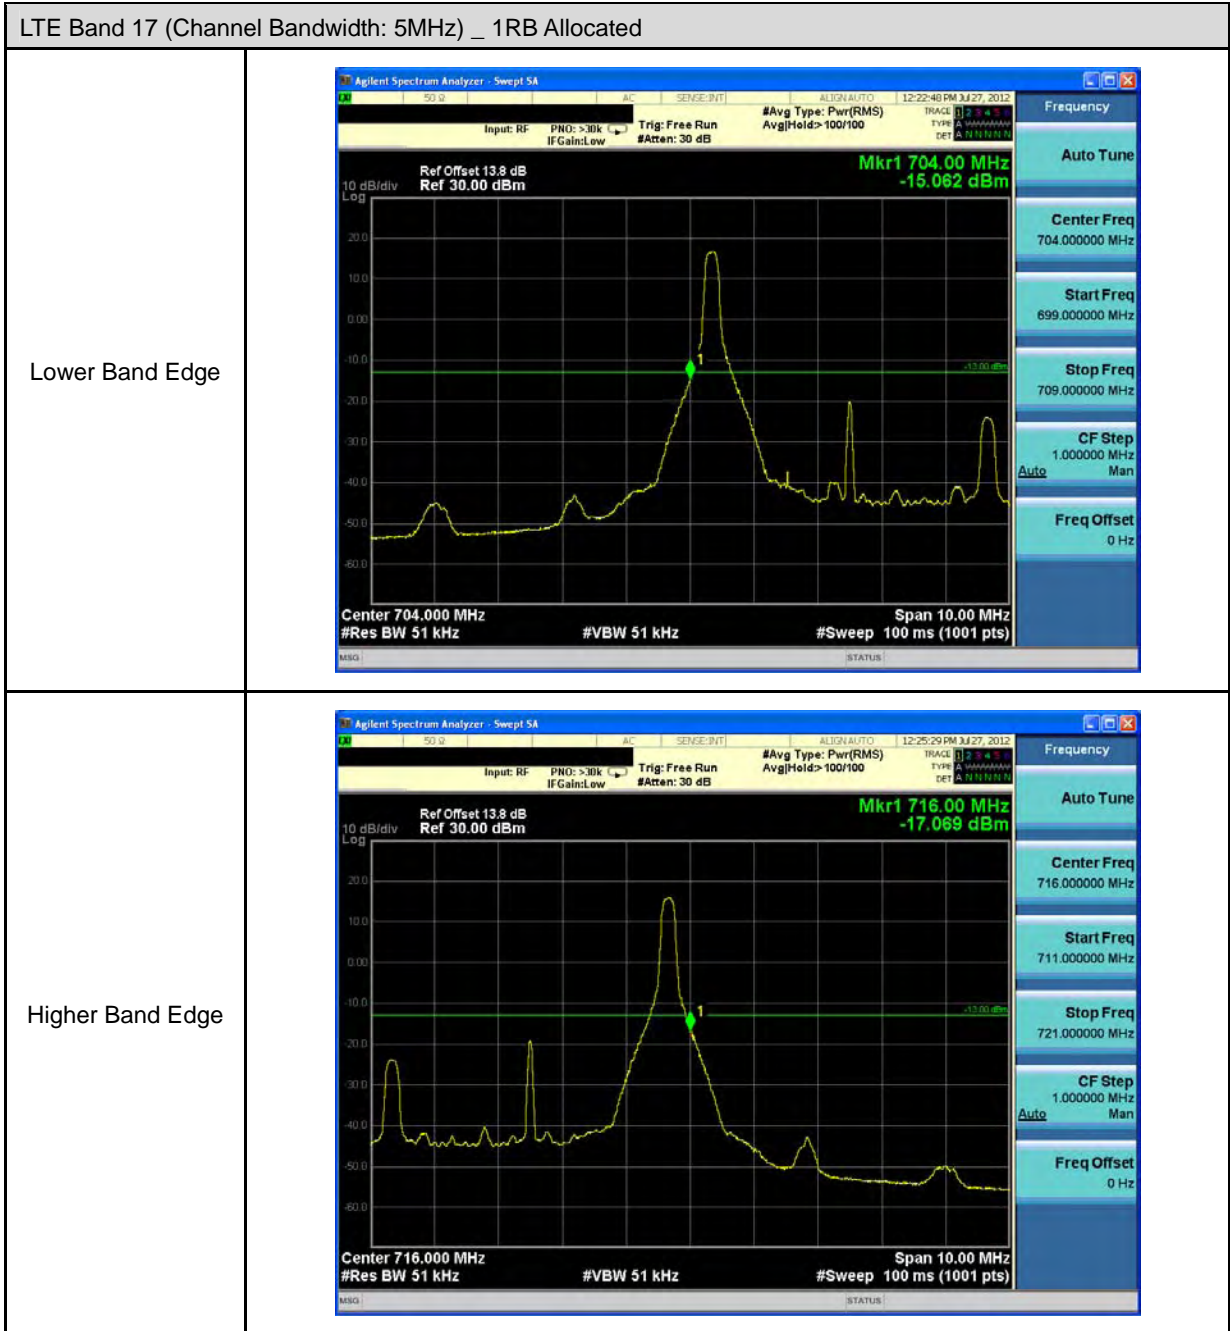 LTE Band 17 (Channel Bandwidth: 5MHz) _ 1RB Allocated
Lower Band Edge
Agilent Spectrum Analyzer - Swept SA
50 Ω AC SENSE:INT ALIGN AUTO 12:22:48 PM Jul 27, 2012
Input: RF PNO: >30k IFGain:Low
Trig: Free Run
#Atten: 30 dB
#Avg Type: Pwr(RMS)
Avg|Hold:>100/100
TRACE 1 2 3 4 5 6
TYPE A
DET A N N N N N
Mkr1 704.00 MHz
-15.062 dBm
Ref Offset 13.8 dB
10 dB/div Ref 30.00 dBm
Log
20.0
10.0
0.00
-10.0
-20.0
-30.0
-40.0
-50.0
-60.0
1
-13.00 dBm
Center 704.000 MHz Span 10.00 MHz
#Res BW 51 kHz #VBW 51 kHz #Sweep 100 ms (1001 pts)
MSG STATUS
Frequency
Auto Tune
Center Freq
704.000000 MHz
Start Freq
699.000000 MHz
Stop Freq
709.000000 MHz
CF Step
1.000000 MHz
Auto Man
Freq Offset
0 Hz
Higher Band Edge
Agilent Spectrum Analyzer - Swept SA
50 Ω AC SENSE:INT ALIGN AUTO 12:25:29 PM Jul 27, 2012
Input: RF PNO: >30k IFGain:Low
Trig: Free Run
#Atten: 30 dB
#Avg Type: Pwr(RMS)
Avg|Hold:>100/100
TRACE 1 2 3 4 5 6
TYPE A
DET A N N N N N
Mkr1 716.00 MHz
-17.069 dBm
Ref Offset 13.8 dB
10 dB/div Ref 30.00 dBm
Log
20.0
10.0
0.00
-10.0
-20.0
-30.0
-40.0
-50.0
-60.0
1
-13.00 dBm
Center 716.000 MHz Span 10.00 MHz
#Res BW 51 kHz #VBW 51 kHz #Sweep 100 ms (1001 pts)
MSG STATUS
Frequency
Auto Tune
Center Freq
716.000000 MHz
Start Freq
711.000000 MHz
Stop Freq
721.000000 MHz
CF Step
1.000000 MHz
Auto Man
Freq Offset
0 Hz